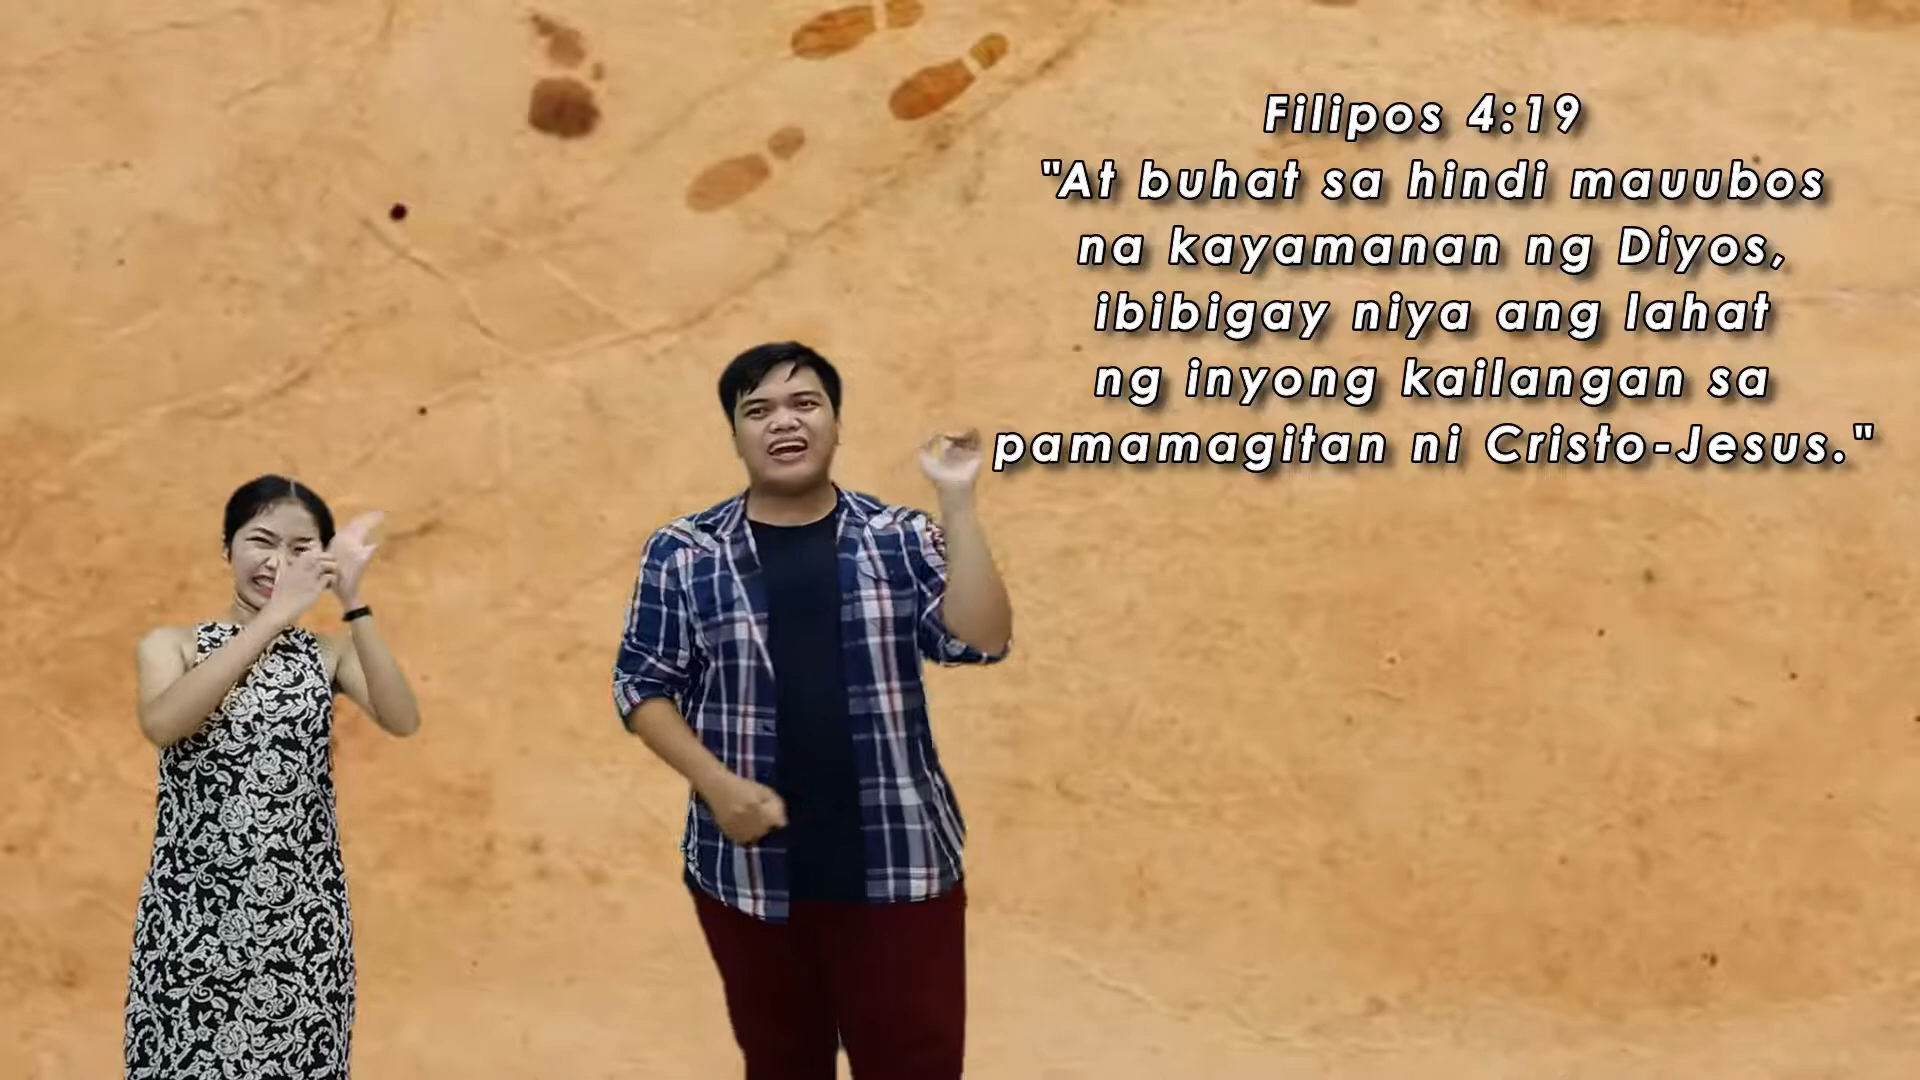 Filipos 4:19
"At buhat sa hindi mauubos
na kayamanan ng Diyos,
ibibigay niya ang lahat
ng inyong kailangan sa
pamamagitan ni Cristo-Jesus."